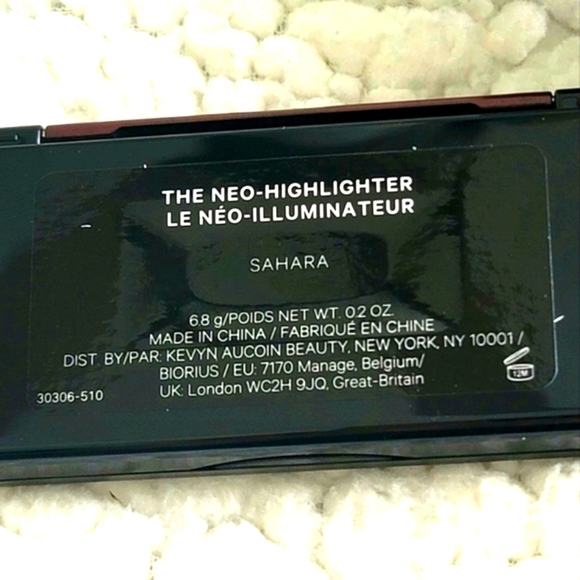 THE NEO-HIGHLIGHTER
LE NÉO-ILLUMINATEUR
SAHARA
6.8 g/POIDS NET WT. 0.2 OZ.
MADE IN CHINA / FABRIQUÉ EN CHINE
DIST BY/PAR: KEVYN AUCOIN BEAUTY, NEW YORK, NY 10001 /
BIORIUS / EU: 7170 Manage, Belgium/
UK: London WC2H 9JQ, Great-Britain
30306-510
12M